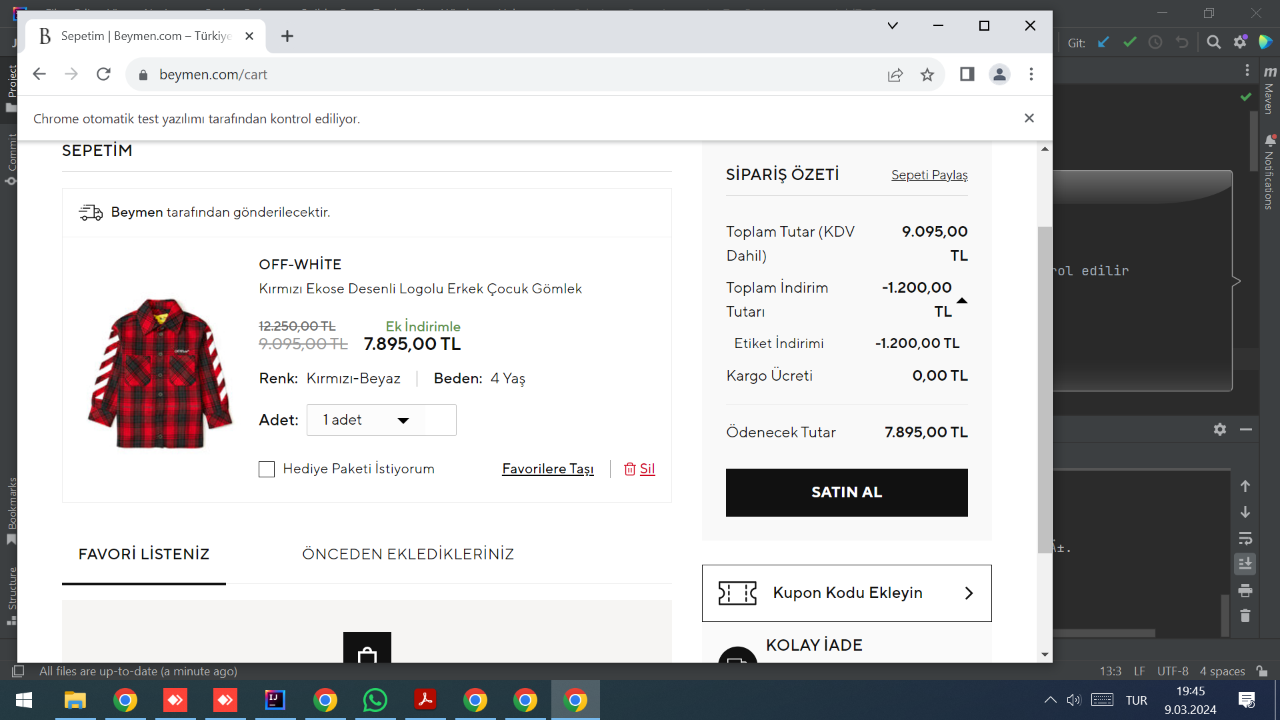 Sepetim | Beymen.com – Türkiye
beymen.com/cart
Chrome otomatik test yazılımı tarafından kontrol ediliyor.
SEPETİM
Beymen tarafından gönderilecektir.
OFF-WHITE
Kırmızı Ekose Desenli Logolu Erkek Çocuk Gömlek
12.250,00 TL Ek İndirimle
9.095,00 TL 7.895,00 TL
Renk: Kırmızı-Beyaz Beden: 4 Yaş
Adet: 1 adet
Hediye Paketi İstiyorum Favorilere Taşı Sil
FAVORİ LİSTENİZ ÖNCEDEN EKLEDİKLERİNİZ
SİPARİŞ ÖZETİ Sepeti Paylaş
Toplam Tutar (KDV 9.095,00
Dahil) TL
Toplam İndirim -1.200,00
Tutarı TL
Etiket İndirimi -1.200,00 TL
Kargo Ücreti 0,00 TL
Ödenecek Tutar 7.895,00 TL
SATIN AL
Kupon Kodu Ekleyin
KOLAY İADE
Git:
Project
Commit
Bookmarks
Structure
Maven
Notifications
rol edilir
All files are up-to-date (a minute ago)
13:3 LF UTF-8 4 spaces
TUR
19:45
9.03.2024